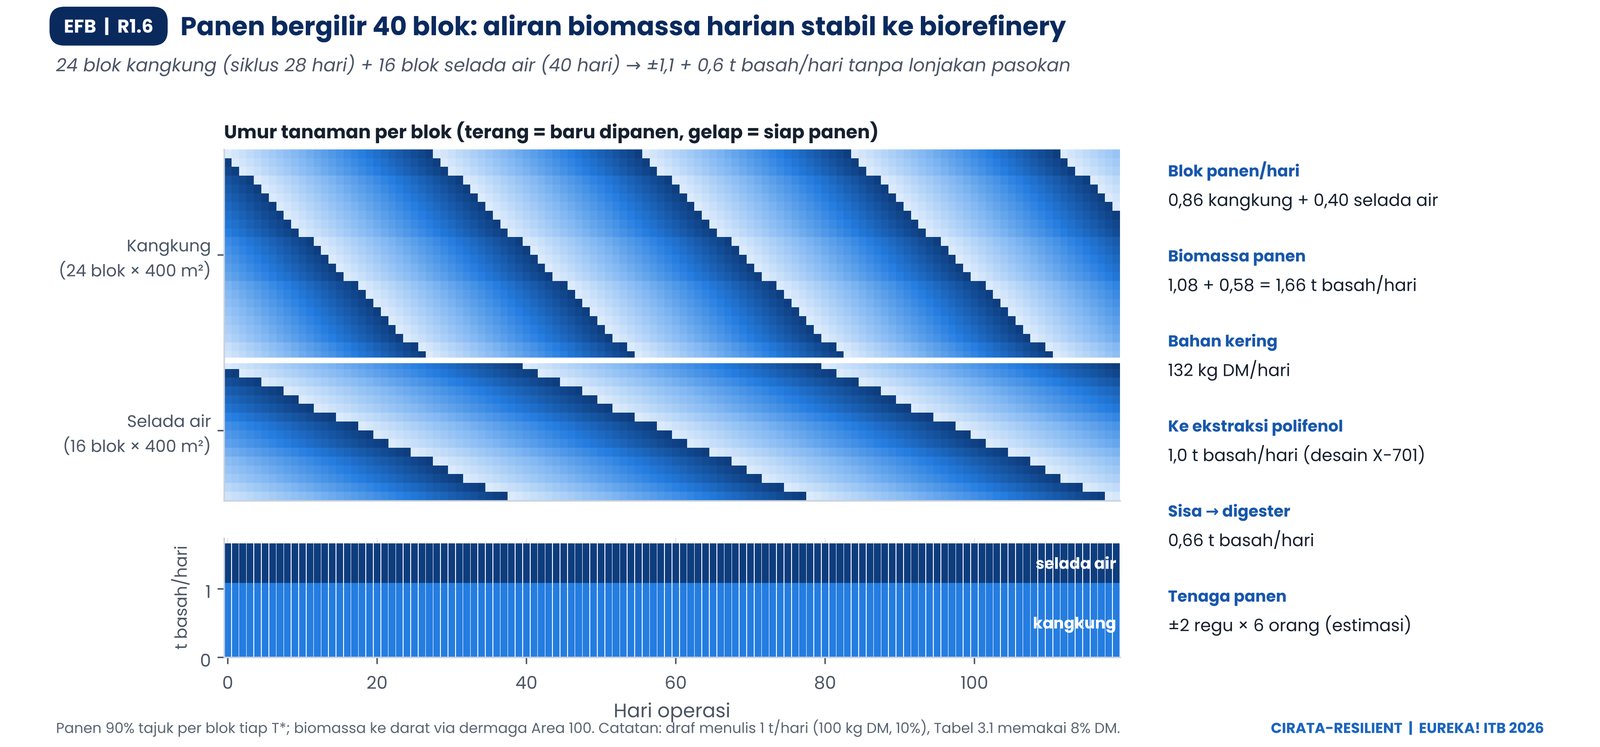 EFB | R1.6
Panen bergilir 40 blok: aliran biomassa harian stabil ke biorefinery
24 blok kangkung (siklus 28 hari) + 16 blok selada air (40 hari) → ±1,1 + 0,6 t basah/hari tanpa lonjakan pasokan
Umur tanaman per blok (terang = baru dipanen, gelap = siap panen)
Kangkung
(24 blok × 400 m²)
Selada air
(16 blok × 400 m²)
t basah/hari
1
0
selada air
kangkung
0 20 40 60 80 100
Hari operasi
Blok panen/hari
0,86 kangkung + 0,40 selada air
Biomassa panen
1,08 + 0,58 = 1,66 t basah/hari
Bahan kering
132 kg DM/hari
Ke ekstraksi polifenol
1,0 t basah/hari (desain X-701)
Sisa → digester
0,66 t basah/hari
Tenaga panen
±2 regu × 6 orang (estimasi)
Panen 90% tajuk per blok tiap T*; biomassa ke darat via dermaga Area 100. Catatan: draf menulis 1 t/hari (100 kg DM, 10%), Tabel 3.1 memakai 8% DM.
CIRATA-RESILIENT | EUREKA! ITB 2026